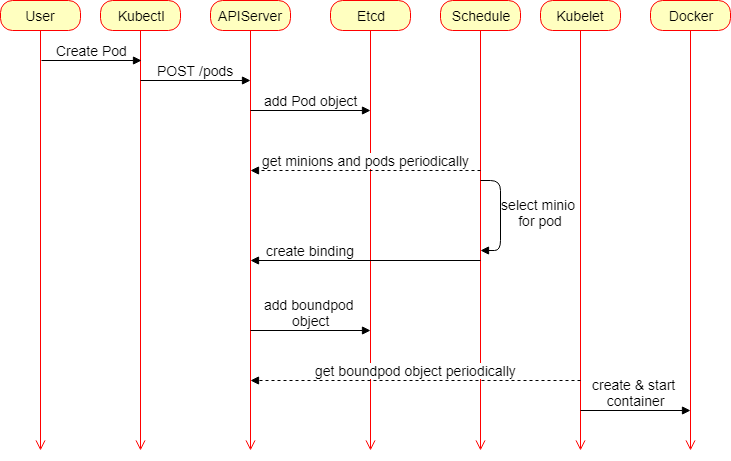 User
Kubectl
APIServer
Etcd
Schedule
Kubelet
Docker
Create Pod
POST /pods
add Pod object
get minions and pods periodically
select minio
for pod
create binding
add boundpod
object
get boundpod object periodically
create & start
container